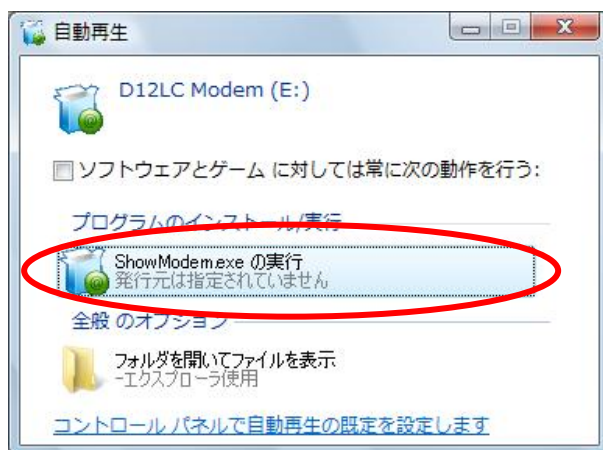 自動再生
D12LC Modem (E:)
ソフトウェアとゲーム に対しては常に次の動作を行う:
プログラムのインストール/実行
ShowModem.exe の実行
発行元は指定されていません
全般 のオプション
フォルダを開いてファイルを表示
-エクスプローラ使用
コントロール パネルで自動再生の既定を設定します